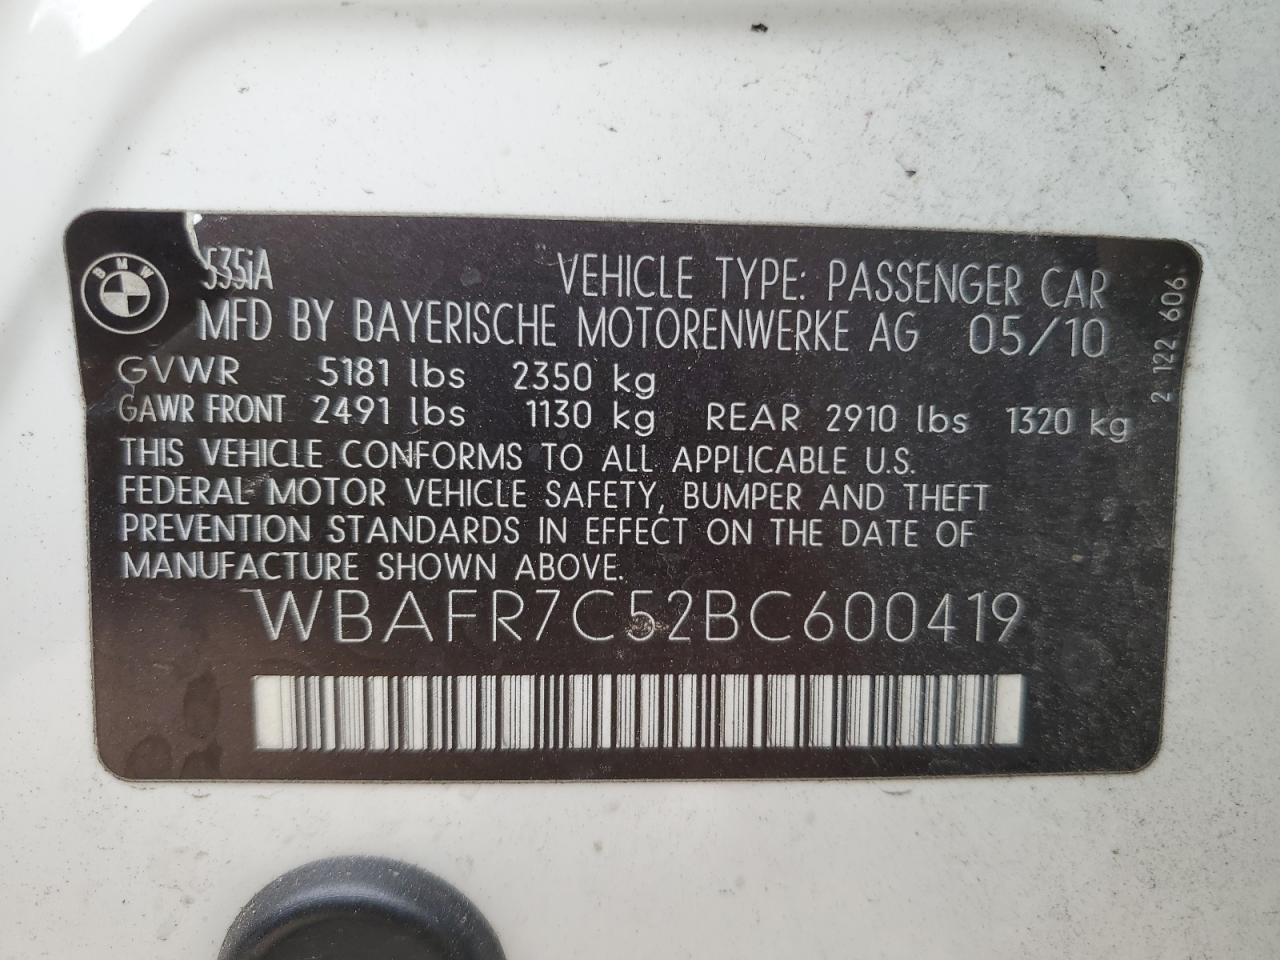 BMW
535iA VEHICLE TYPE: PASSENGER CAR
MFD BY BAYERISCHE MOTORENWERKE AG 05/10
GVWR 5181 lbs 2350 kg
GAWR FRONT 2491 lbs 1130 kg REAR 2910 lbs 1320 kg
THIS VEHICLE CONFORMS TO ALL APPLICABLE U.S.
FEDERAL MOTOR VEHICLE SAFETY, BUMPER AND THEFT
PREVENTION STANDARDS IN EFFECT ON THE DATE OF
MANUFACTURE SHOWN ABOVE.
WBAFR7C52BC600419
2 122.606.